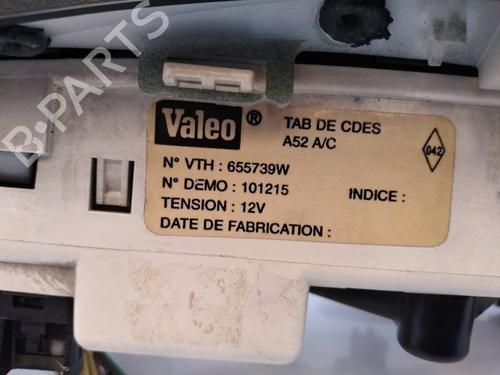 B-PARTS
Valeo ®
TAB DE CDES
A52 A/C
N° VTH : 655739W
N° DEMO : 101215
INDICE :
TENSION : 12V
DATE DE FABRICATION :
042